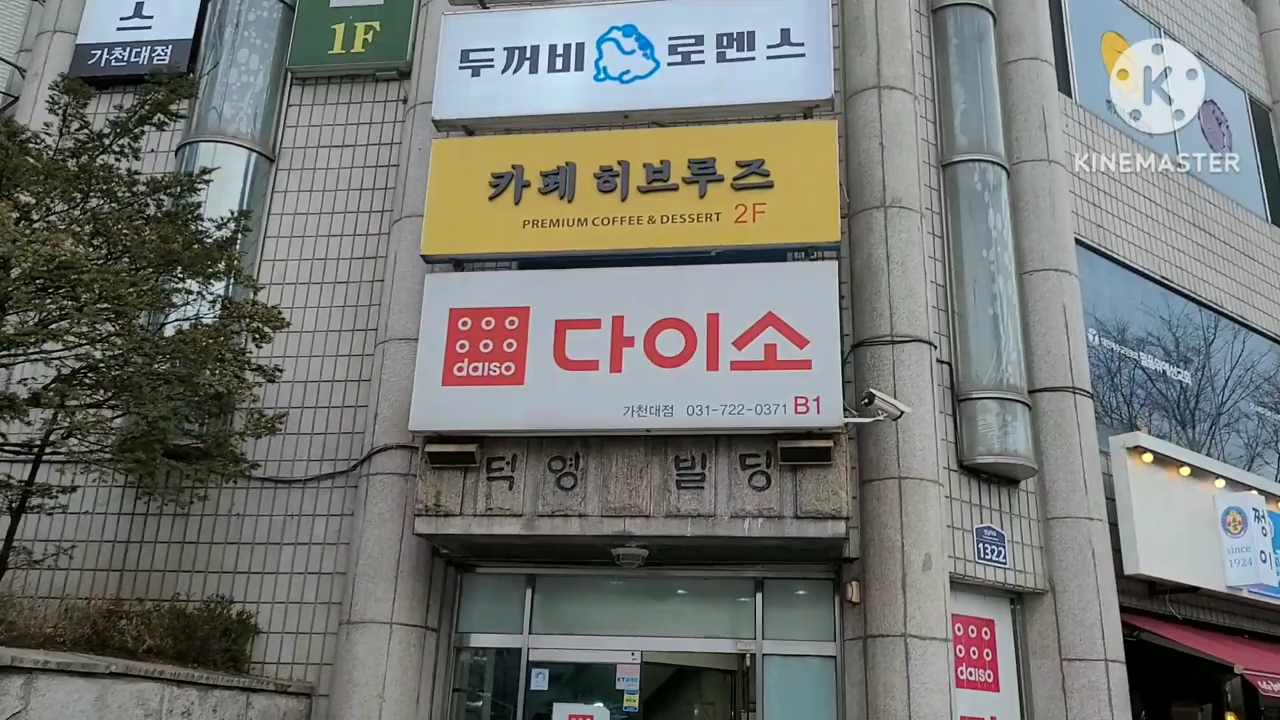 스
가천대점
1F
두꺼비 로멘스
카페 히브루즈
PREMIUM COFFEE & DESSERT 2F
daiso
다이소
가천대점 031-722-0371 B1
덕영 빌딩
1322
since
1924
daiso
K
KINEMASTER